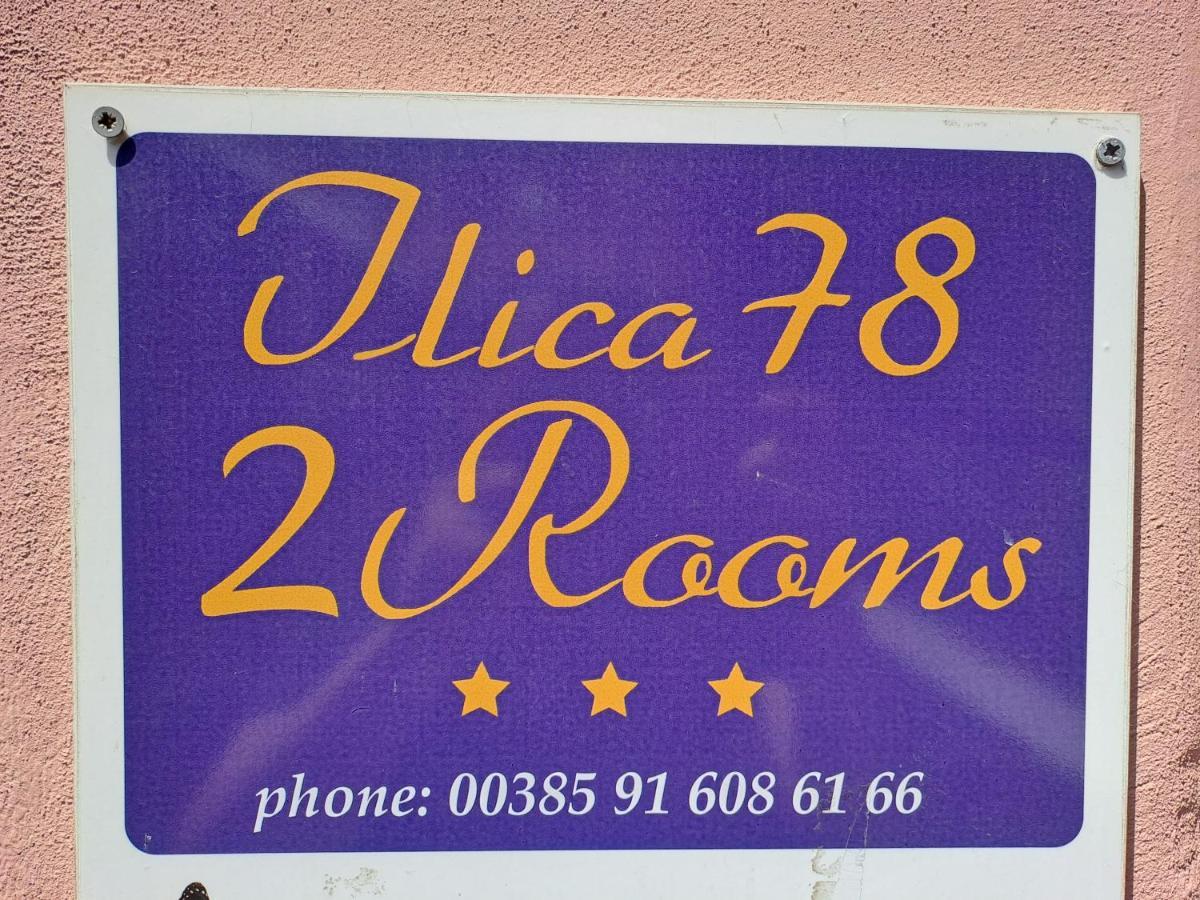 Ilica 78
2 Rooms
phone: 00385 91 608 61 66